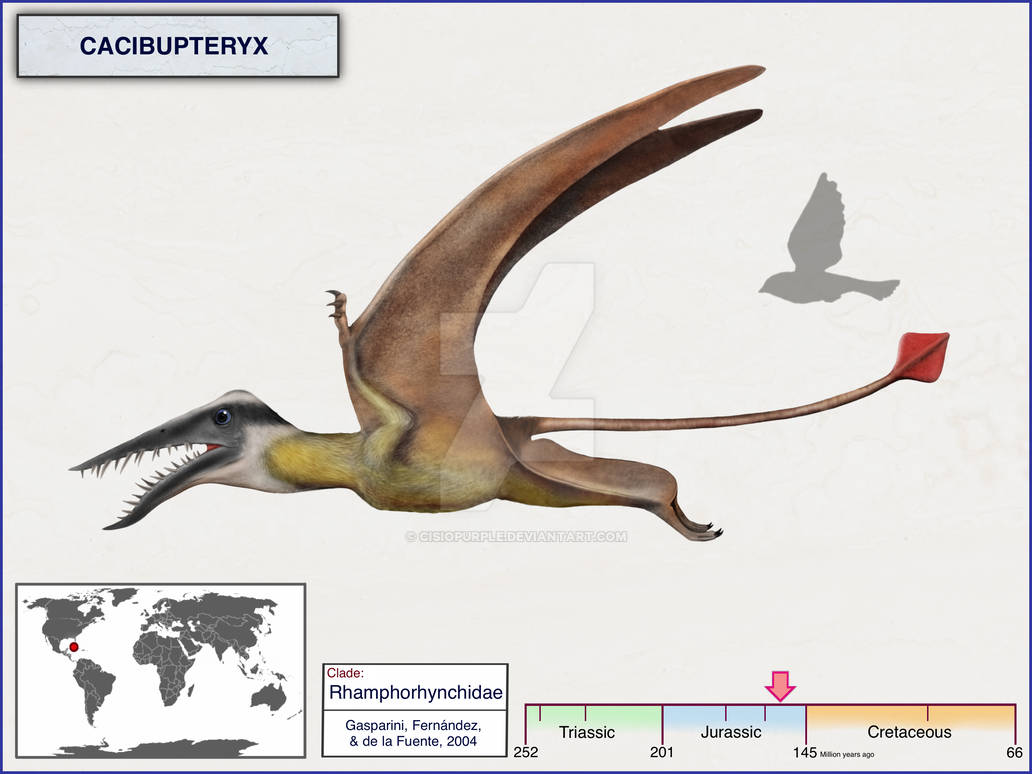 CACIBUPTERYX
© CISIOPURPLE.DEVIANTART.COM
Clade:
Rhamphorhynchidae
Gasparini, Fernández,
& de la Fuente, 2004
Triassic
Jurassic
Cretaceous
252
201
145 Million years ago
66